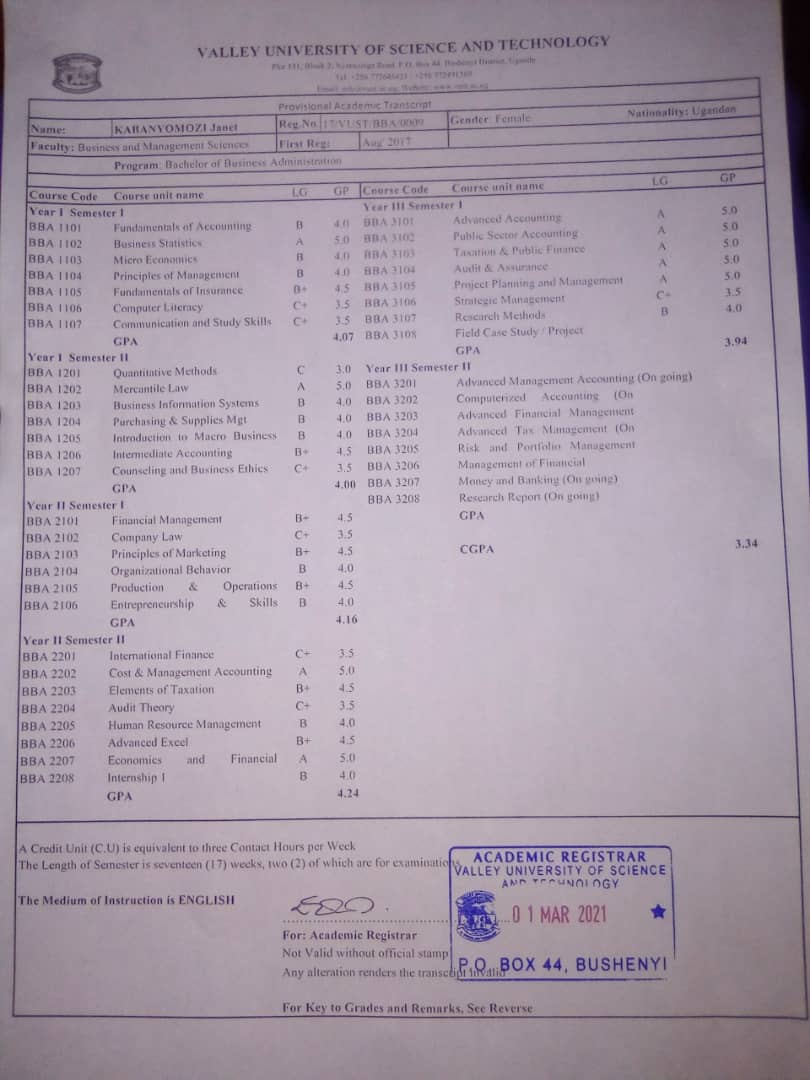 VALLEY UNIVERSITY OF SCIENCE AND TECHNOLOGY
Provisional Academic Transcript
Name: KABANYOMOZI Janet Reg.No. 17/VUST/BBA/0009 Gender: Female Nationality: Ugandan
Faculty: Business and Management Sciences First Reg: Aug' 2017
Program: Bachelor of Business Administration
Course Code Course unit name LG GP
Year I Semester I
BBA 1101 Fundamentals of Accounting B 4.0
BBA 1102 Business Statistics A 5.0
BBA 1103 Micro Economics B 4.0
BBA 1104 Principles of Management B 4.0
BBA 1105 Fundamentals of Insurance B+ 4.5
BBA 1106 Computer Literacy C+ 3.5
BBA 1107 Communication and Study Skills C+ 3.5
GPA 4.07
Year I Semester II
BBA 1201 Quantitative Methods C 3.0
BBA 1202 Mercantile Law A 5.0
BBA 1203 Business Information Systems B 4.0
BBA 1204 Purchasing & Supplies Mgt B 4.0
BBA 1205 Introduction to Macro Business B 4.0
BBA 1206 Intermediate Accounting B+ 4.5
BBA 1207 Counseling and Business Ethics C+ 3.5
GPA 4.00
Year II Semester I
BBA 2101 Financial Management B+ 4.5
BBA 2102 Company Law C+ 3.5
BBA 2103 Principles of Marketing B+ 4.5
BBA 2104 Organizational Behavior B 4.0
BBA 2105 Production & Operations B+ 4.5
BBA 2106 Entrepreneurship & Skills B 4.0
GPA 4.16
Year II Semester II
BBA 2201 International Finance C+ 3.5
BBA 2202 Cost & Management Accounting A 5.0
BBA 2203 Elements of Taxation B+ 4.5
BBA 2204 Audit Theory C+ 3.5
BBA 2205 Human Resource Management B 4.0
BBA 2206 Advanced Excel B+ 4.5
BBA 2207 Economics and Financial A 5.0
BBA 2208 Internship I B 4.0
GPA 4.24
Course Code Course unit name LG GP
Year III Semester I
BBA 3101 Advanced Accounting A 5.0
BBA 3102 Public Sector Accounting A 5.0
BBA 3103 Taxation & Public Finance A 5.0
BBA 3104 Audit & Assurance A 5.0
BBA 3105 Project Planning and Management A 5.0
BBA 3106 Strategic Management C+ 3.5
BBA 3107 Research Methods B 4.0
BBA 3108 Field Case Study / Project
GPA 3.94
Year III Semester II
BBA 3201 Advanced Management Accounting (On going)
BBA 3202 Computerized Accounting (On
BBA 3203 Advanced Financial Management
BBA 3204 Advanced Tax Management (On
BBA 3205 Risk and Portfolio Management
BBA 3206 Management of Financial
BBA 3207 Money and Banking (On going)
BBA 3208 Research Report (On going)
GPA
CGPA 3.34
A Credit Unit (C.U) is equivalent to three Contact Hours per Week
The Length of Semester is seventeen (17) weeks, two (2) of which are for examinations
The Medium of Instruction is ENGLISH
For: Academic Registrar
Not Valid without official stamp
Any alteration renders the transcript invalid
For Key to Grades and Remarks, See Reverse
ACADEMIC REGISTRAR
VALLEY UNIVERSITY OF SCIENCE
AND TECHNOLOGY
01 MAR 2021
P.O. BOX 44, BUSHENYI